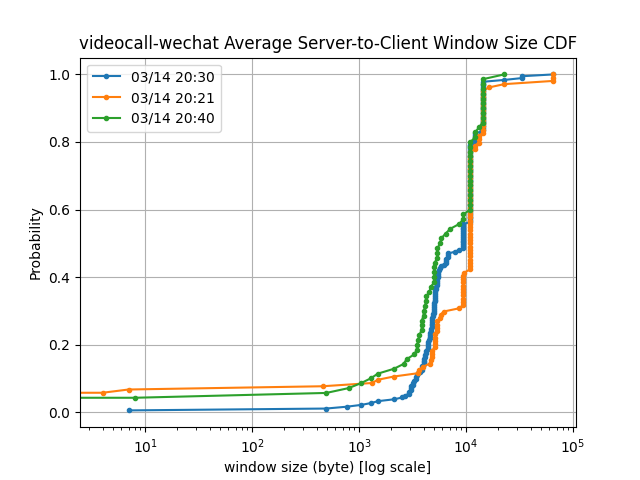 videocall-wechat Average Server-to-Client Window Size CDF
03/14 20:30
03/14 20:21
03/14 20:40
1.0
0.8
0.6
0.4
0.2
0.0
Probability
10¹ 10² 10³ 10⁴ 10⁵
window size (byte) [log scale]